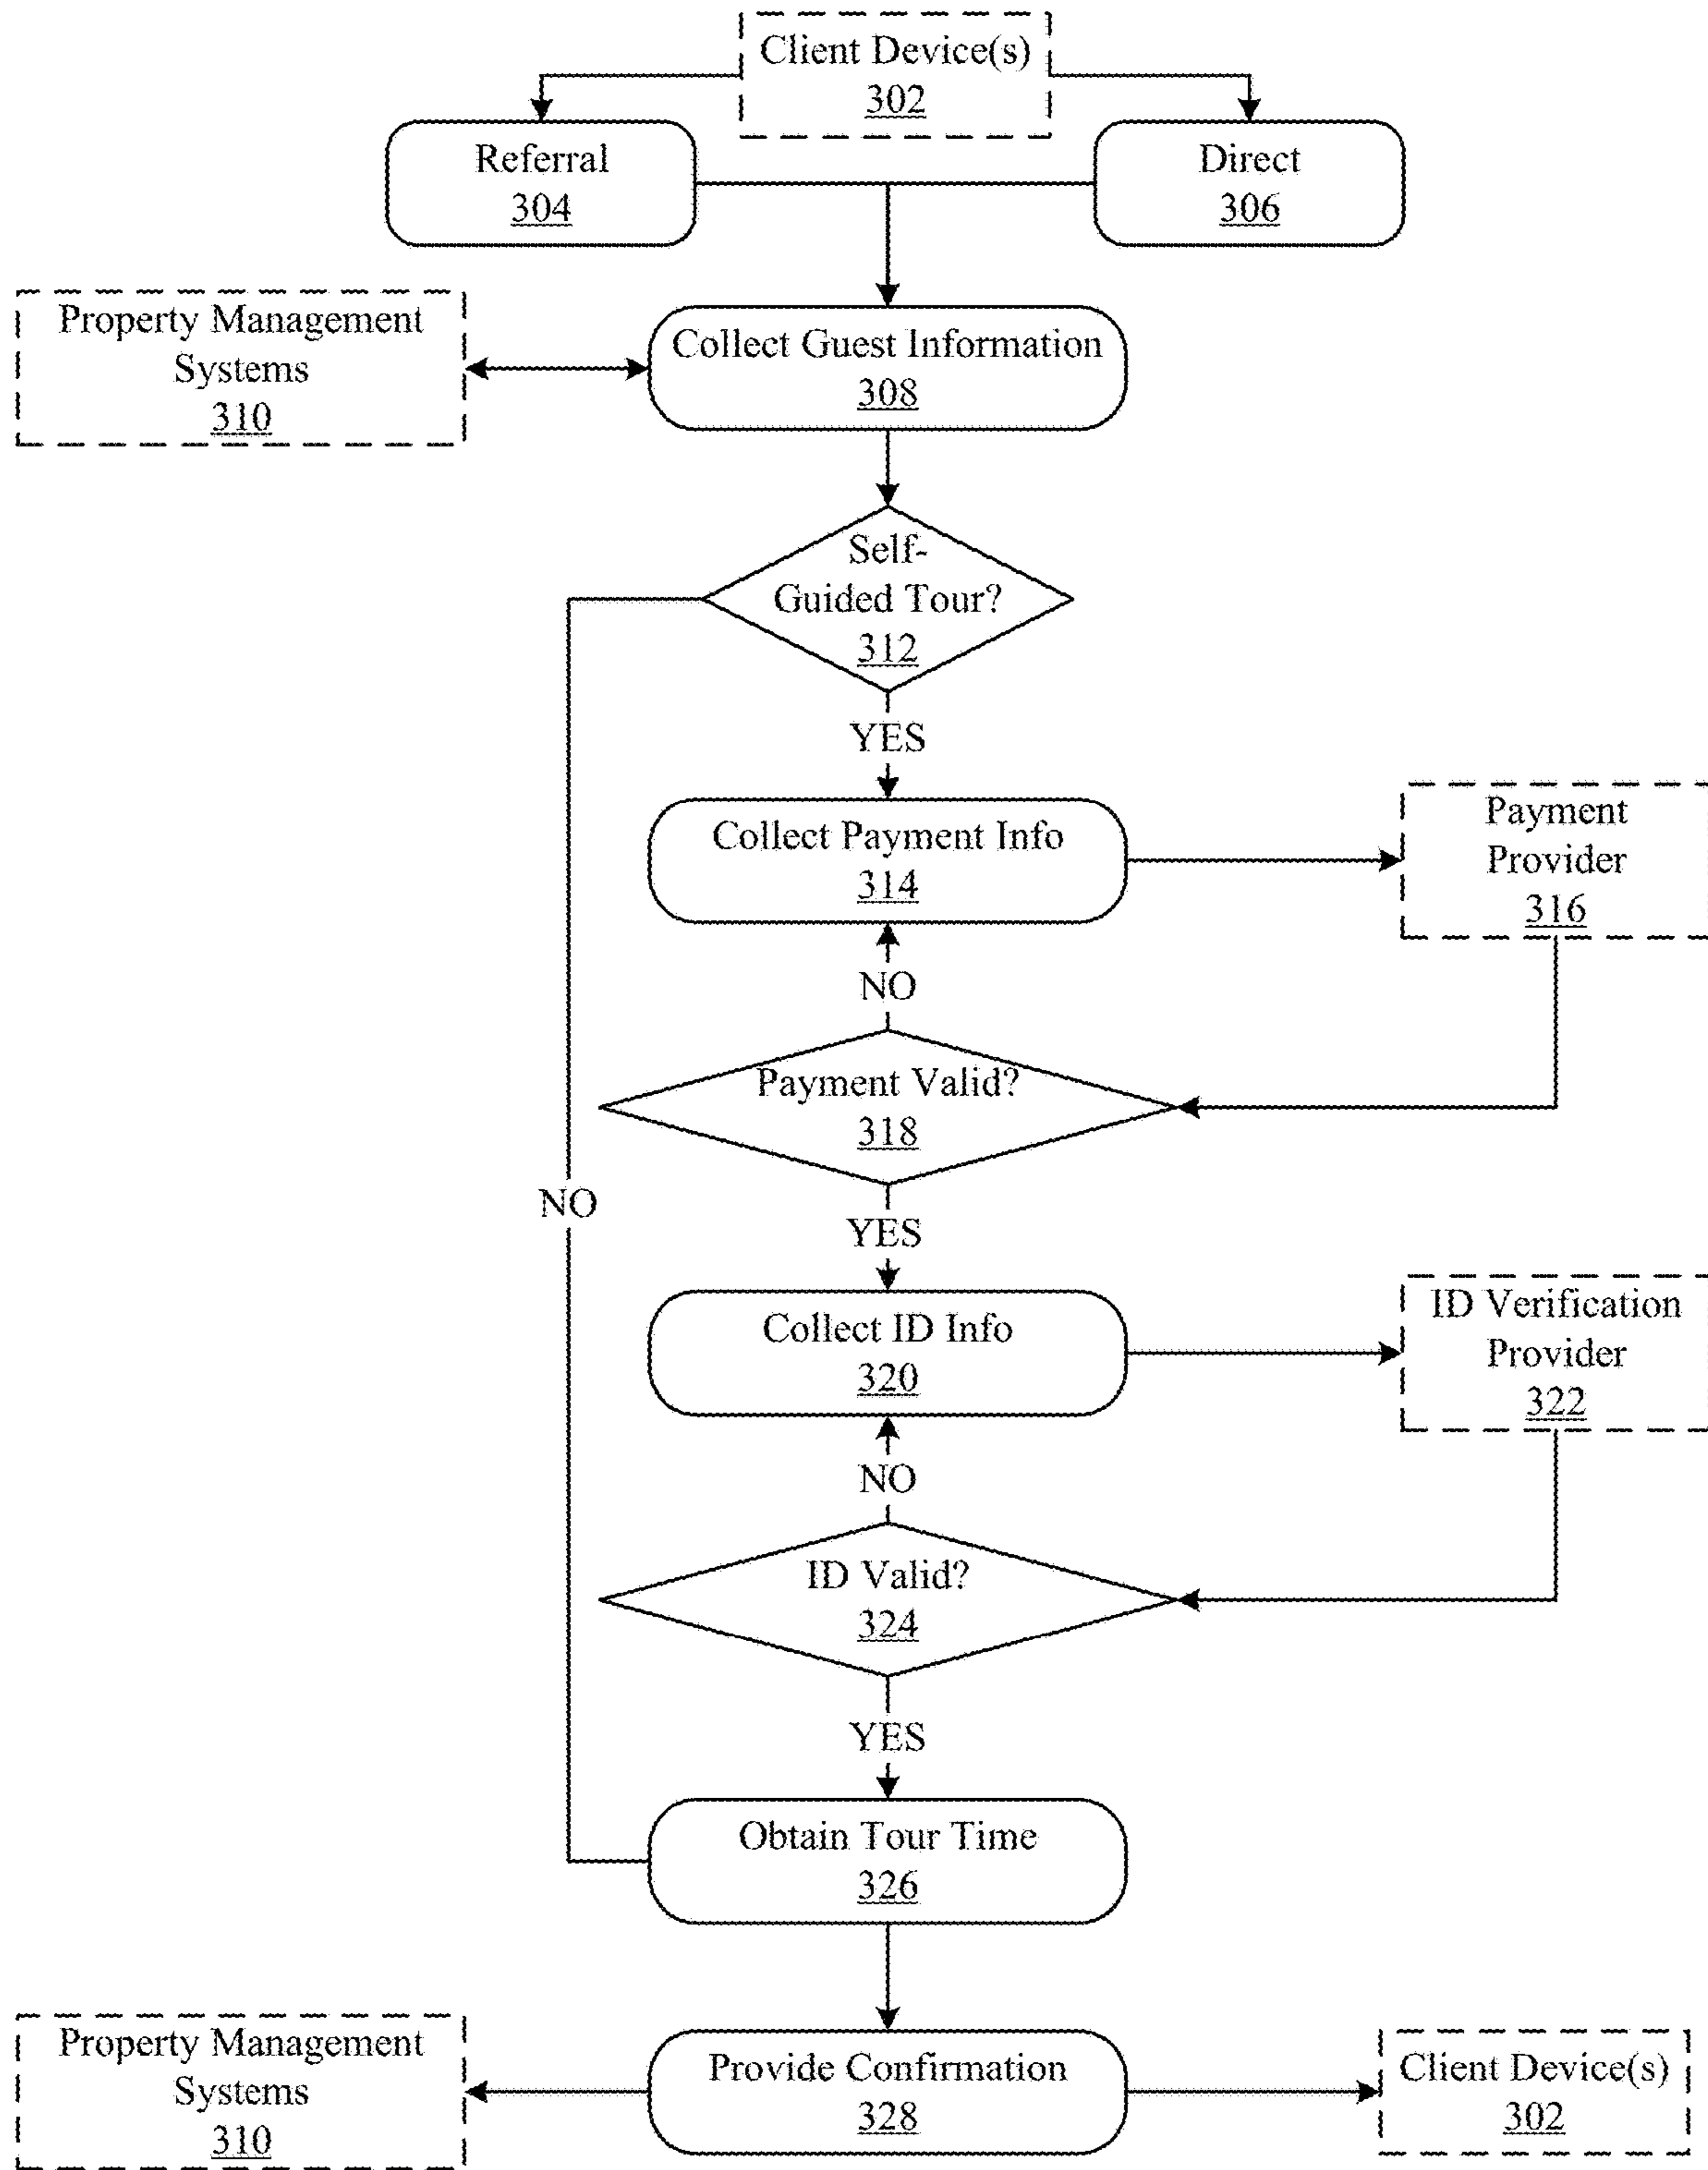 Client Device(s)
302
Referral
304
Direct
306
Property Management
Systems
310
Collect Guest Information
308
Self-
Guided Tour?
312
YES
Collect Payment Info
314
Payment
Provider
316
NO
Payment Valid?
318
NO
YES
Collect ID Info
320
ID Verification
Provider
322
NO
ID Valid?
324
YES
Obtain Tour Time
326
Property Management
Systems
310
Provide Confirmation
328
Client Device(s)
302